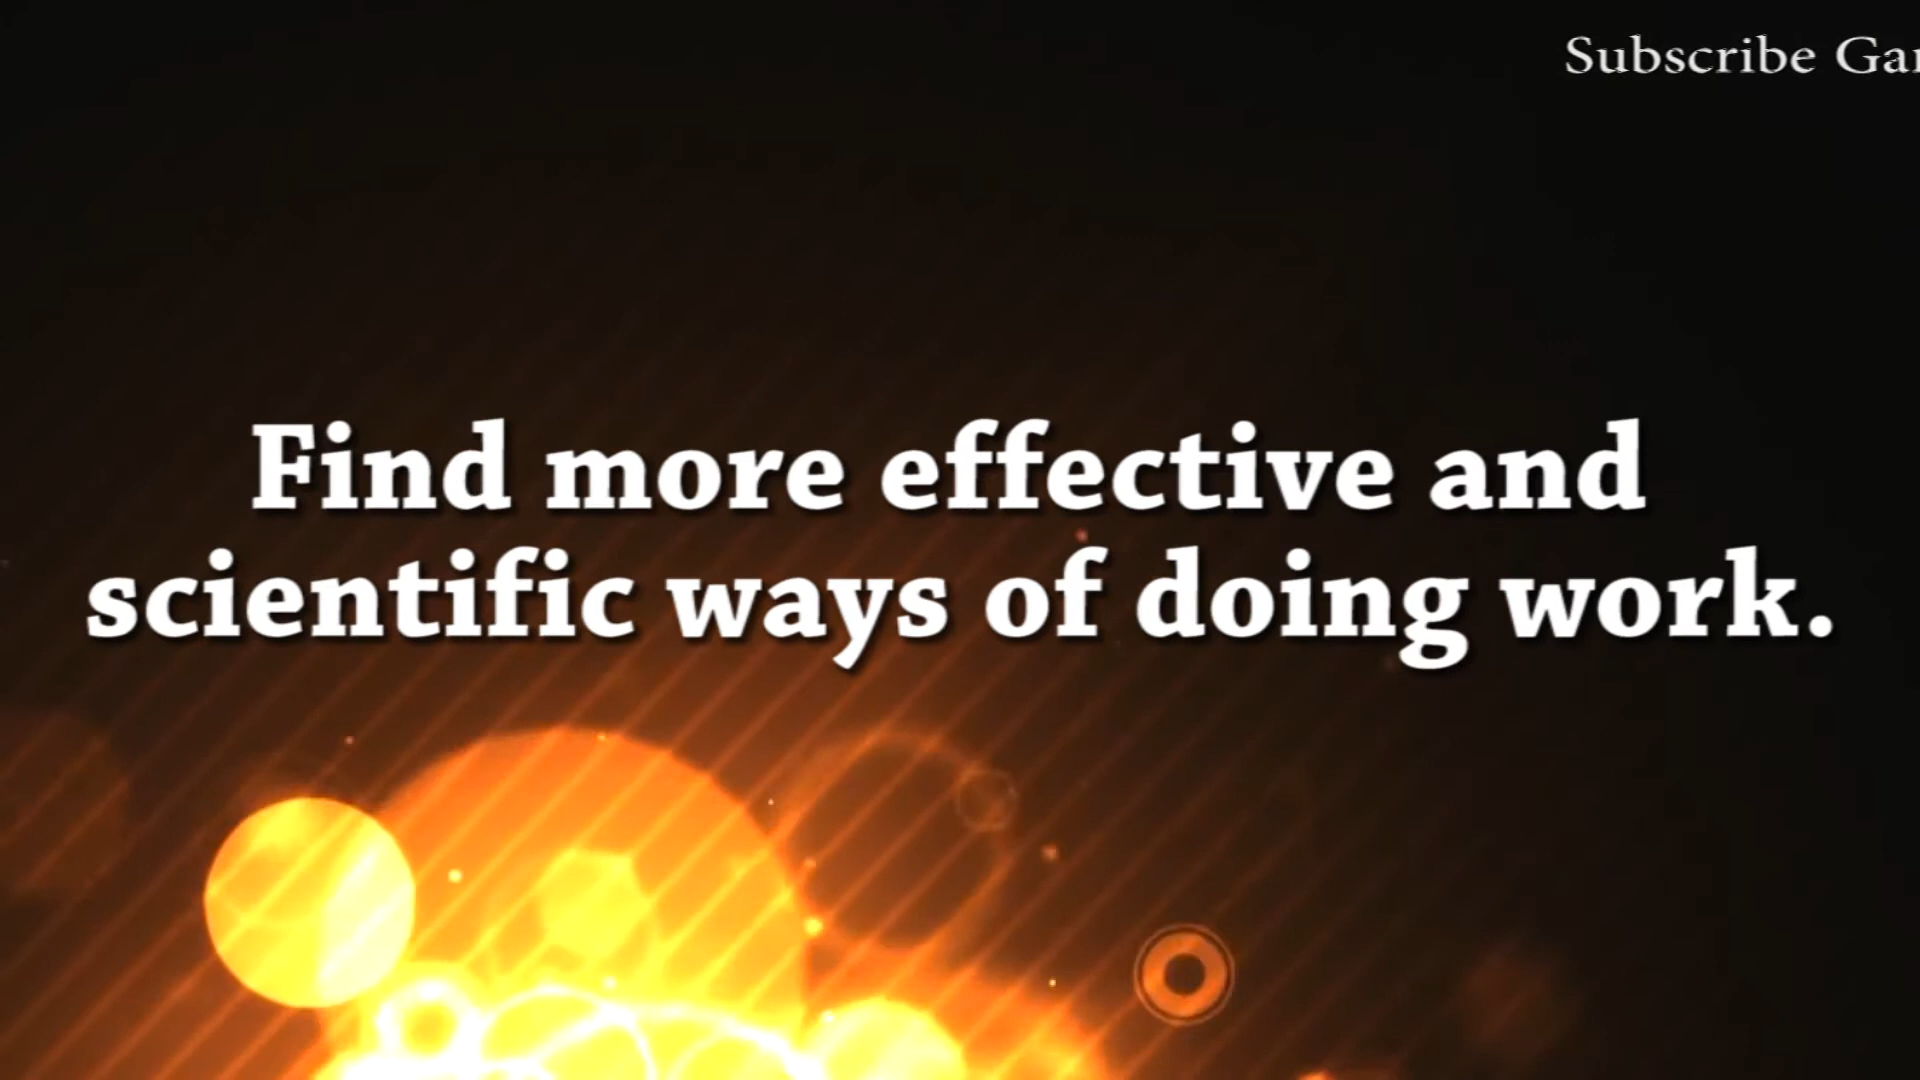 Subscribe
Find more effective and
scientific ways of doing work.